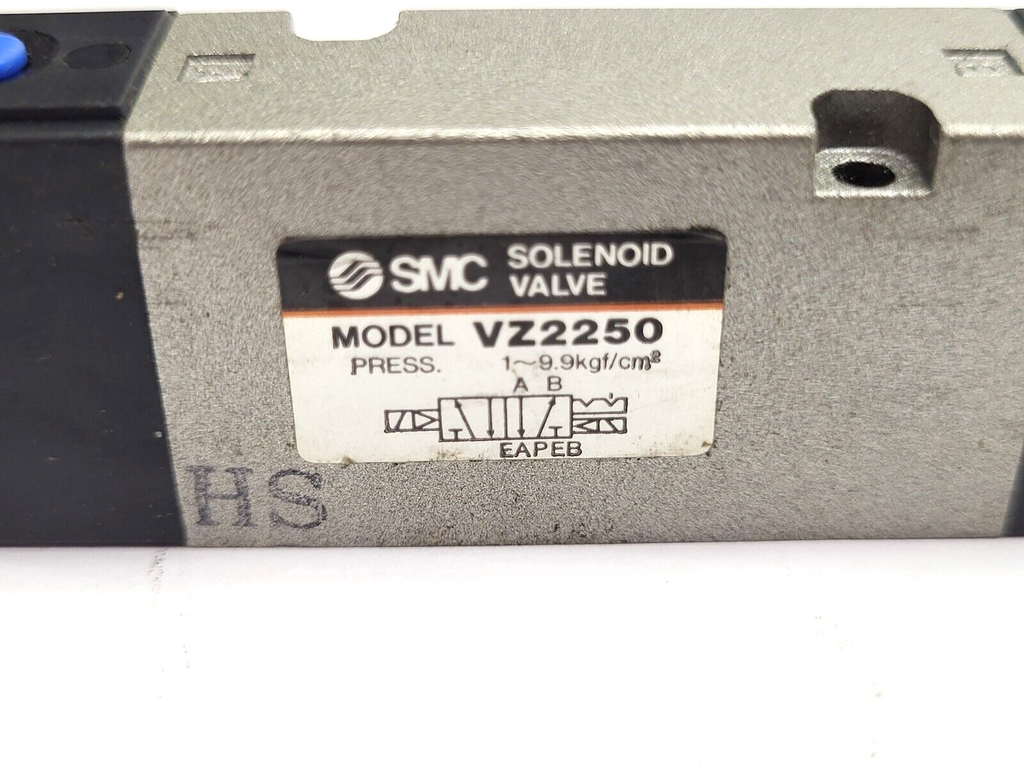 SMC SOLENOID
VALVE
MODEL VZ2250
PRESS. 1~9.9kgf/cm²
A B
EAPEB
HS